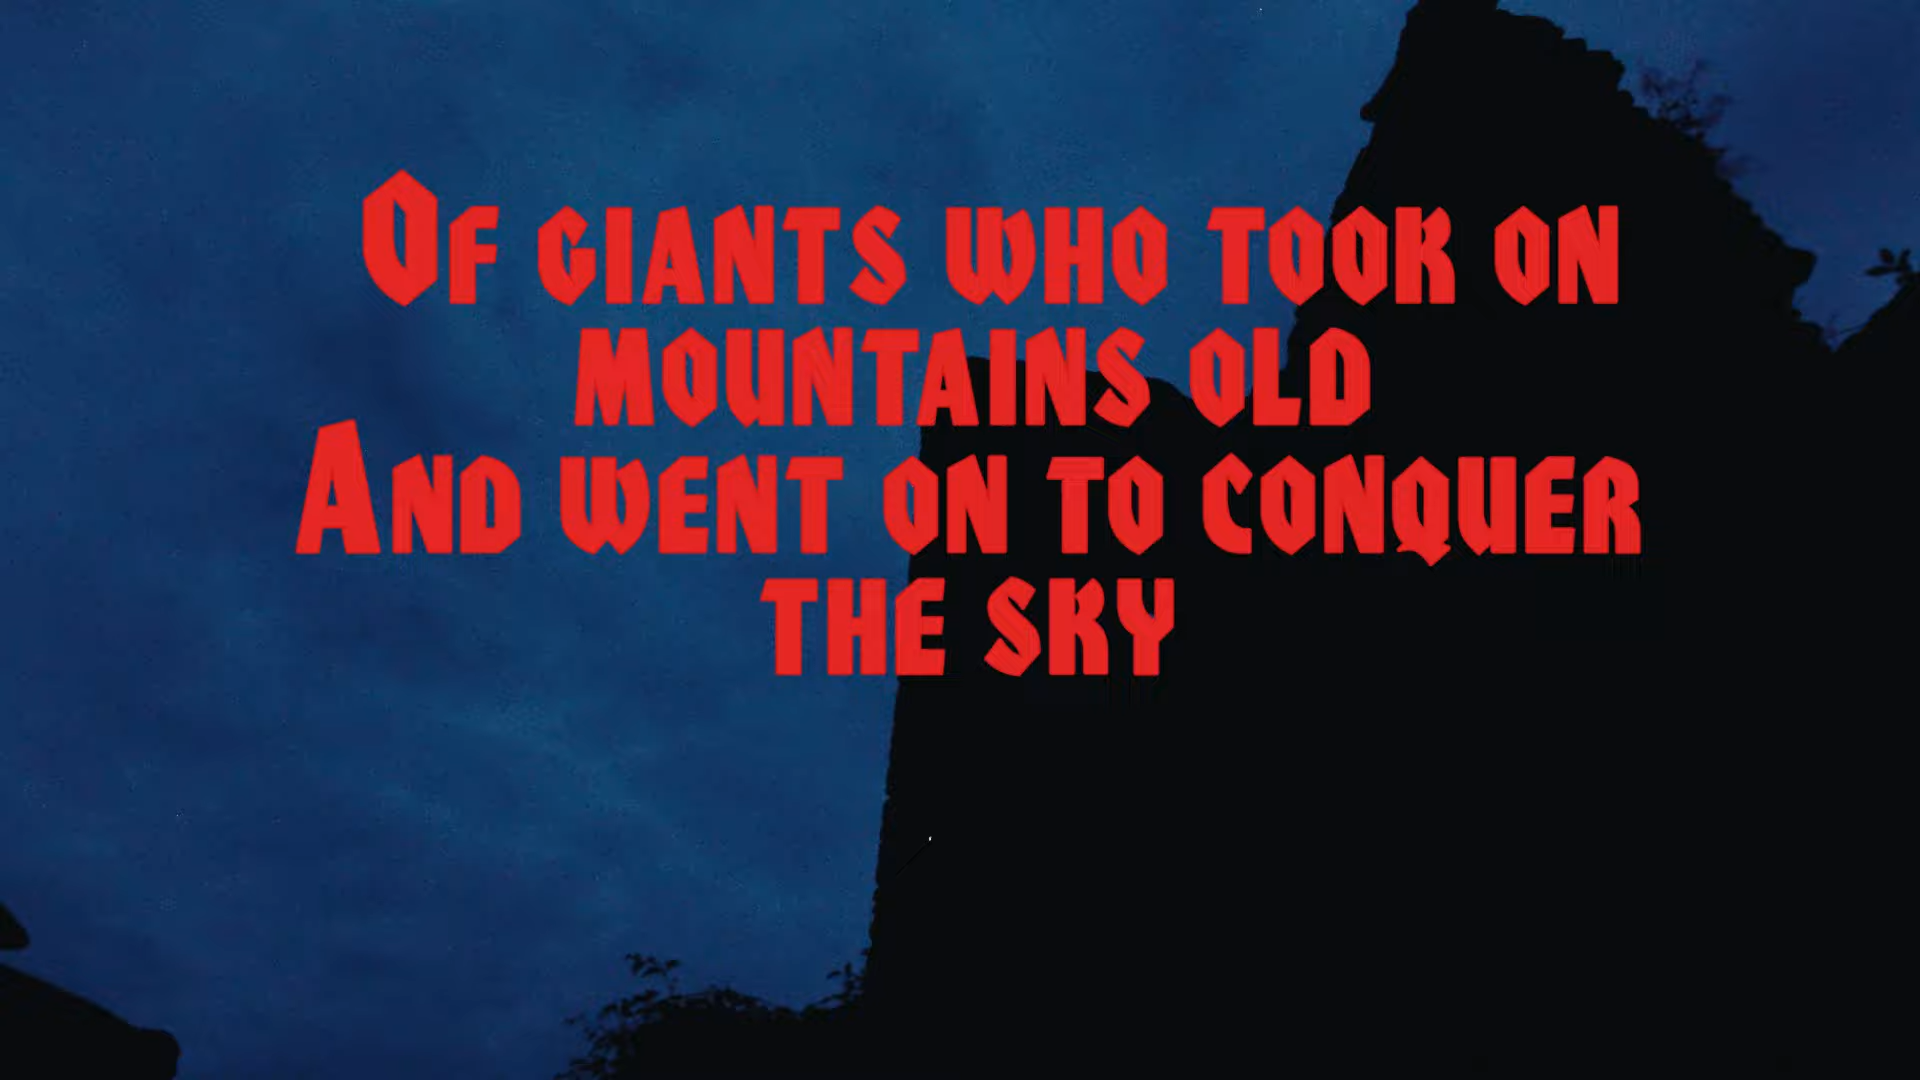 Of giants who took on
mountains old
And went on to conquer
the sky